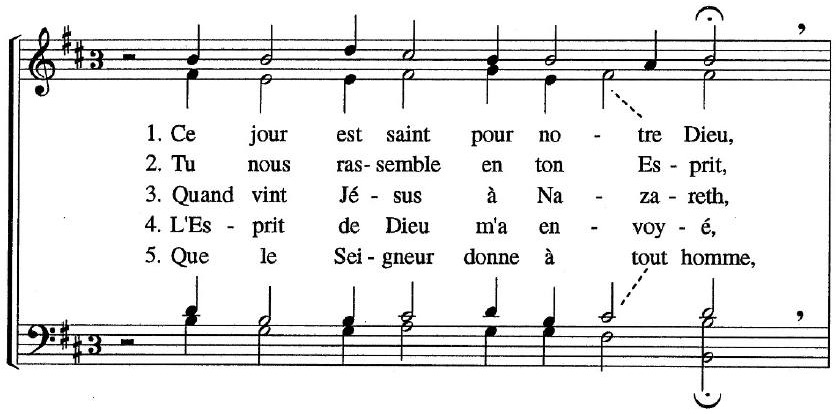 3
1. Ce jour est saint pour no - tre Dieu,
2. Tu nous ras- semble en ton Es - prit,
3. Quand vint Jé - sus à Na - za - reth,
4. L'Es - prit de Dieu m'a en - voy - é,
5. Que le Sei - gneur donne à tout homme,
3